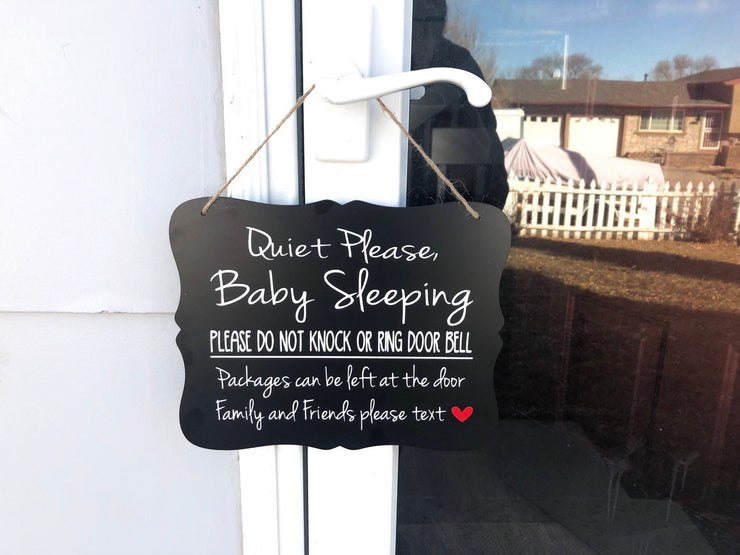 Quiet Please,
Baby Sleeping
PLEASE DO NOT KNOCK OR RING DOOR BELL
Packages can be left at the door
Family and Friends please text ❤